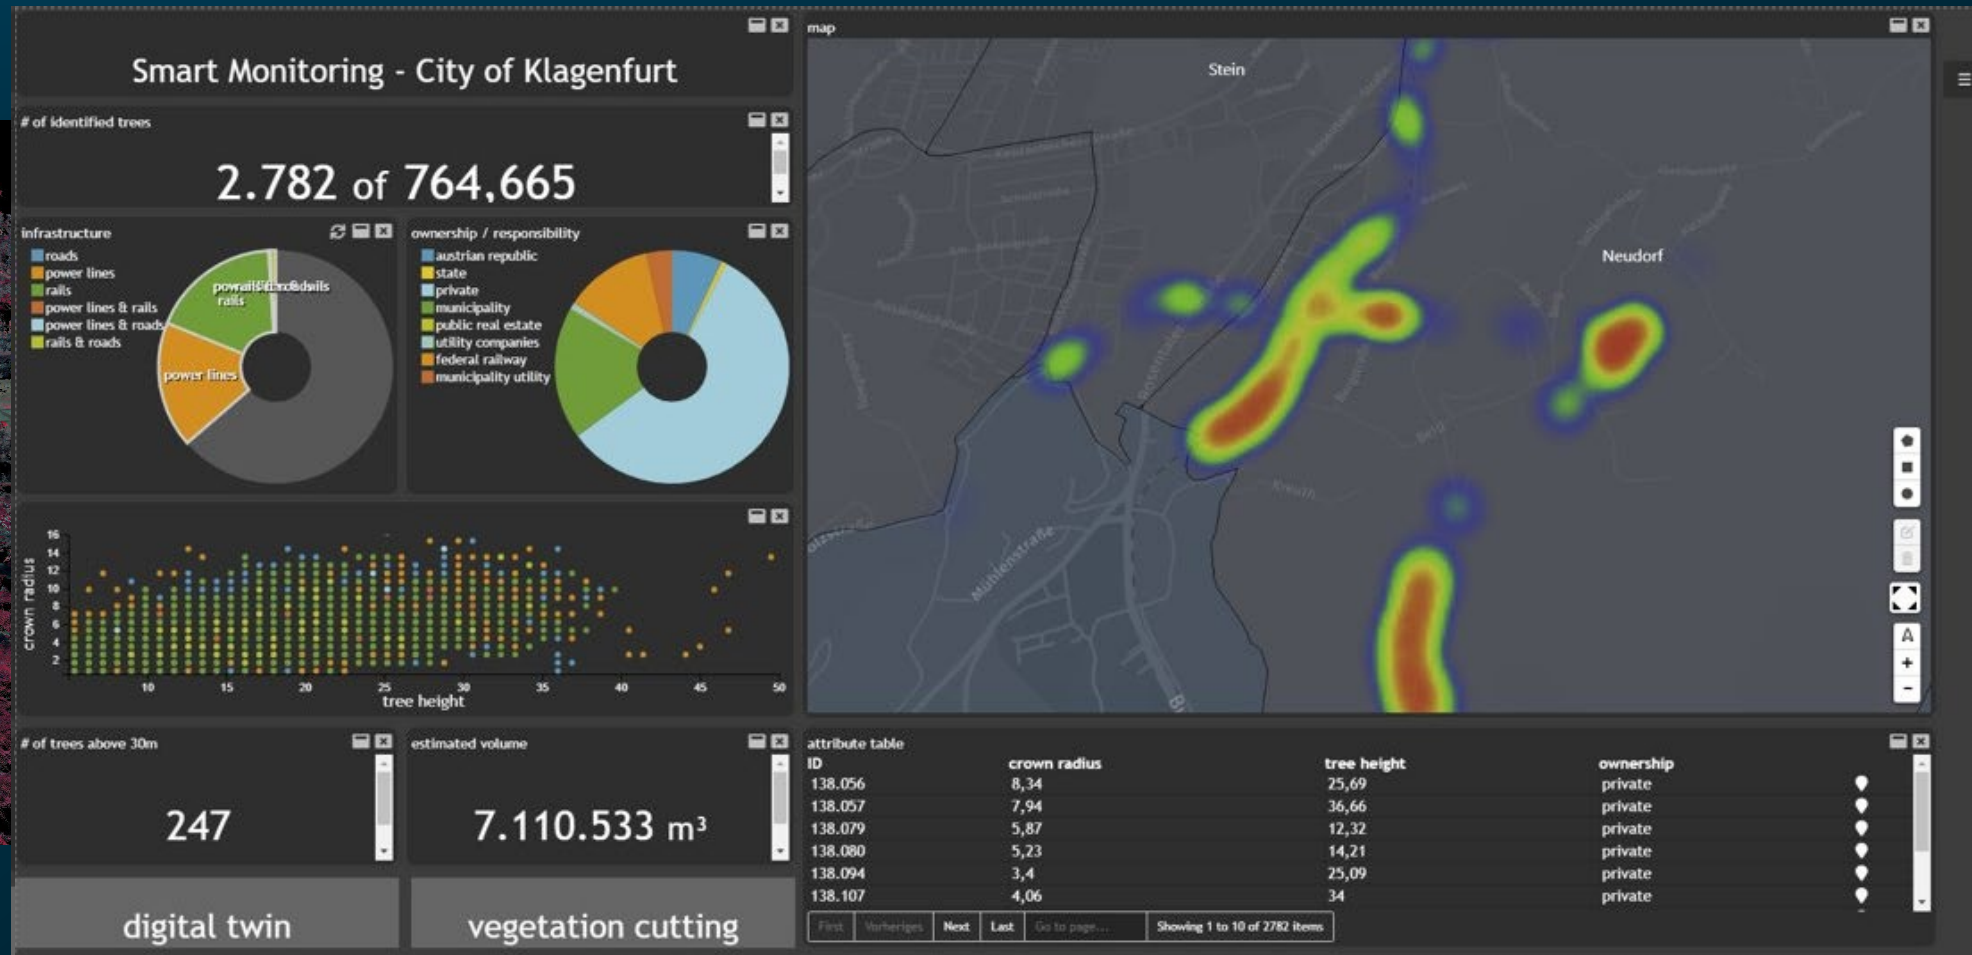 Smart Monitoring - City of Klagenfurt
# of identified trees
2.782 of 764,665
infrastructure
roads
power lines
rails
power lines & rails
power lines & roads
rails & roads
rails
power lines
ownership / responsibility
austrian republic
state
private
municipality
public real estate
utility companies
federal railway
municipality utility
crown radius
16
14
12
10
8
6
4
2
10 15 20 25 30 35 40 45 50
tree height
# of trees above 30m
247
estimated volume
7.110.533 m³
digital twin
vegetation cutting
map
Stein
Neudorf
Mühlenstraße
Kreuth
Berg
A
+
-
attribute table
ID crown radius tree height ownership
138.056 8,34 25,69 private
138.057 7,94 36,66 private
138.079 5,87 12,32 private
138.080 5,23 14,21 private
138.094 3,4 25,09 private
138.107 4,06 34 private
First Vorheriges Next Last Go to page... Showing 1 to 10 of 2782 items